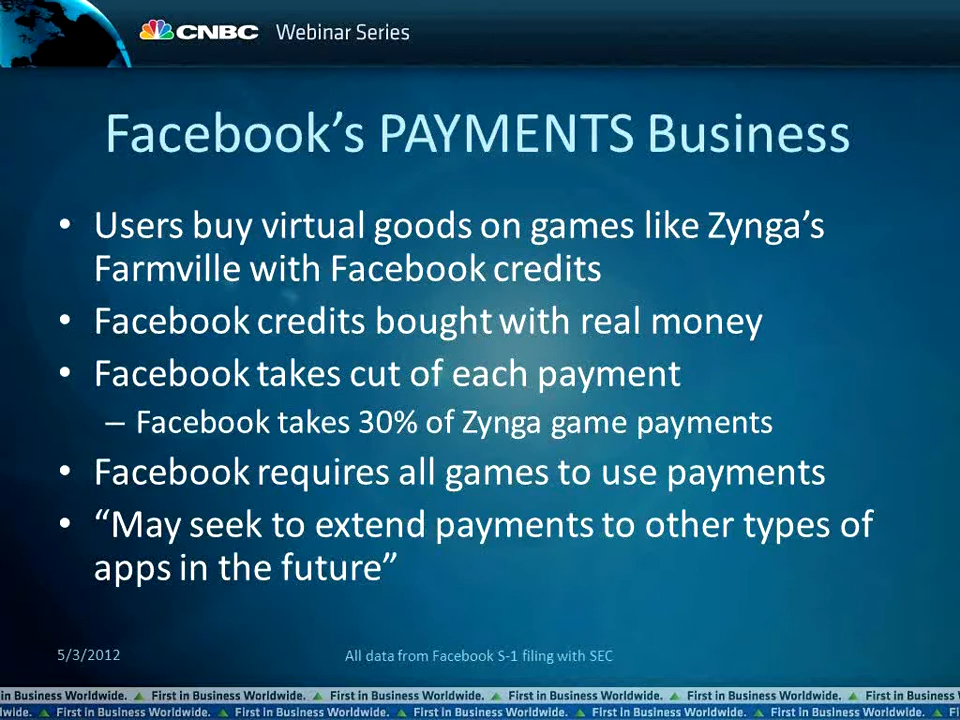 CNBC Webinar Series
Facebook’s PAYMENTS Business
• Users buy virtual goods on games like Zynga’s
Farmville with Facebook credits
• Facebook credits bought with real money
• Facebook takes cut of each payment
– Facebook takes 30% of Zynga game payments
• Facebook requires all games to use payments
• “May seek to extend payments to other types of
apps in the future”
5/3/2012
All data from Facebook S-1 filing with SEC
in Business Worldwide. First in Business Worldwide. First in Business Worldwide. First in Business Worldwide. First in Business Worldwide. First in Business
lwide. First in Business Worldwide. First in Business Worldwide. First in Business Worldwide. First in Business Worldwide. First in Business Worldwide. Fi